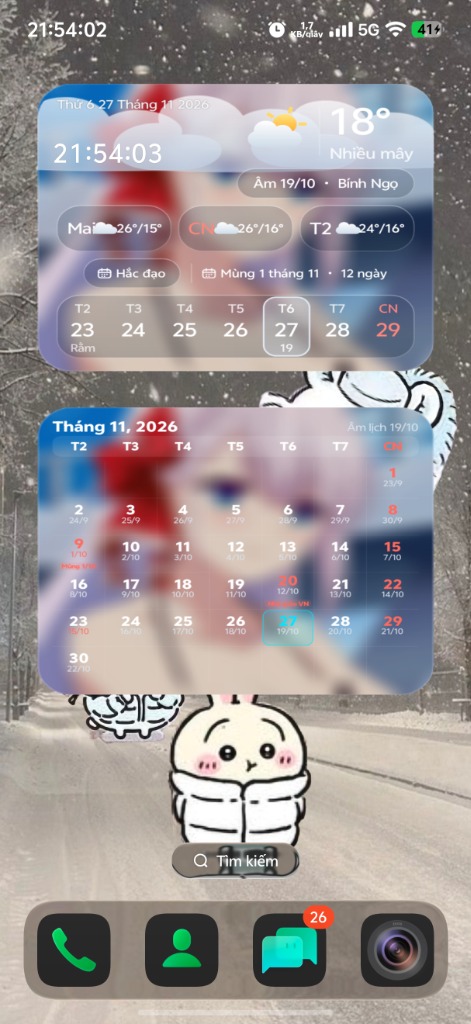 21:54:02 1,7 KB/giây 5G 41
Thứ 6 27 Tháng 11 2026
21:54:03
18°
Nhiều mây
Âm 19/10 • Bính Ngọ
Mai 26°/15° CN 26°/16° T2 24°/16°
Hắc đạo Mùng 1 tháng 11 • 12 ngày
T2 T3 T4 T5 T6 T7 CN
23 24 25 26 27 28 29
Rằm 19
Tháng 11, 2026 Âm lịch 19/10
T2 T3 T4 T5 T6 T7 CN
1
23/9
2 3 4 5 6 7 8
24/9 25/9 26/9 27/9 28/9 29/9 30/9
9 10 11 12 13 14 15
1/10 2/10 3/10 4/10 5/10 6/10 7/10
16 17 18 19 20 21 22
8/10 9/10 10/10 11/10 12/10 13/10 14/10
23 24 25 26 27 28 29
15/10 16/10 17/10 18/10 19/10 20/10 21/10
30
22/10
Tìm kiếm
26